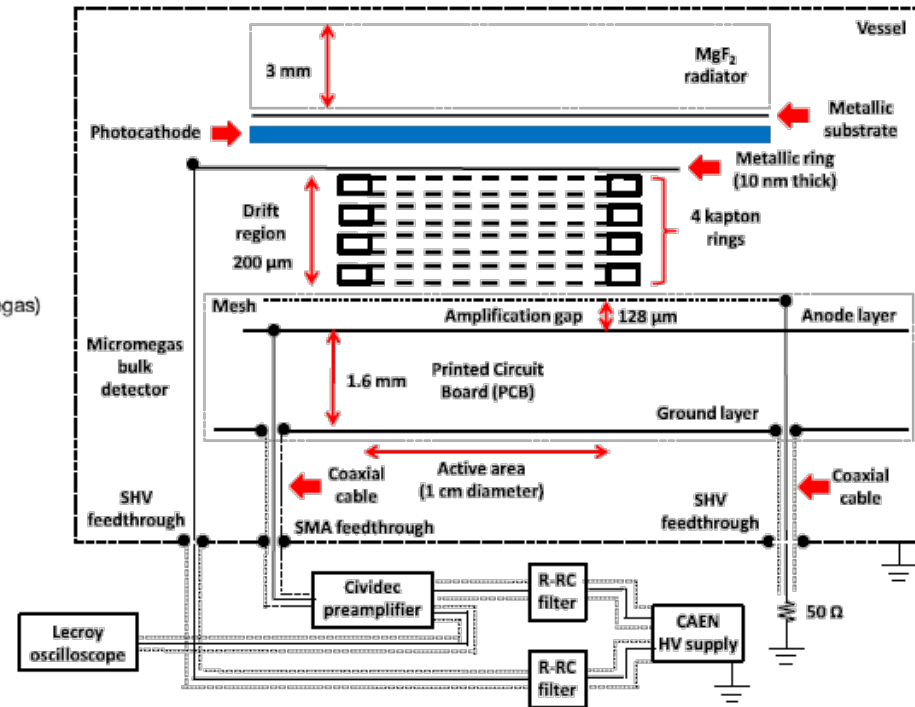 Vessel
3 mm
MgF₂
radiator
Metallic
substrate
Photocathode
Metallic ring
(10 nm thick)
Drift
region
200 µm
4 kapton
rings
egas)
Mesh
Amplification gap
128 µm
Anode layer
Micromegas
bulk
detector
1.6 mm
Printed Circuit
Board (PCB)
Ground layer
Active area
(1 cm diameter)
Coaxial
cable
Coaxial
cable
SHV
feedthrough
SMA feedthrough
SHV
feedthrough
Cividec
preamplifier
R-RC
filter
CAEN
HV supply
50 Ω
Lecroy
oscilloscope
R-RC
filter